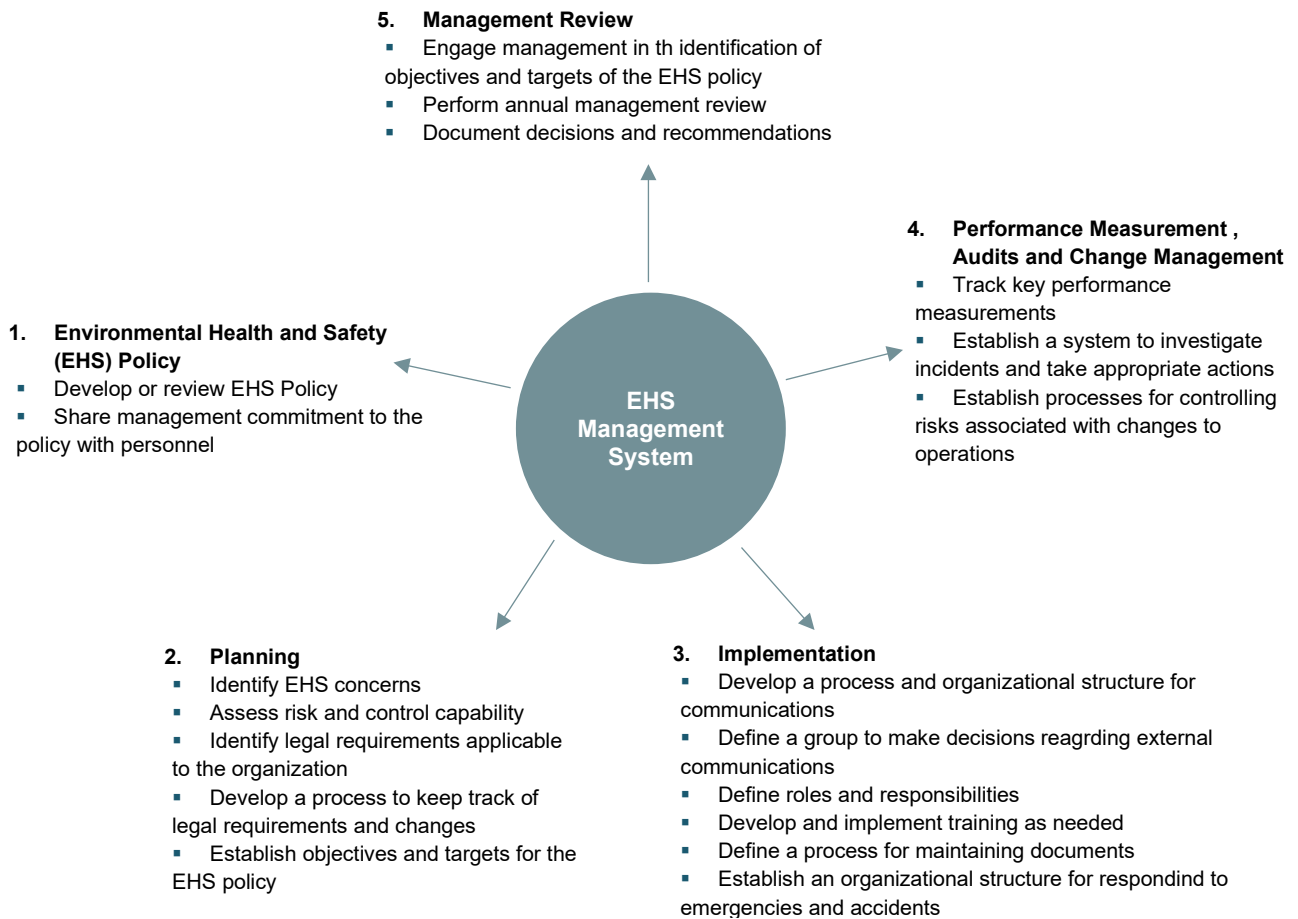 5. Management Review
▪ Engage management in th identification of
objectives and targets of the EHS policy
▪ Perform annual management review
▪ Document decisions and recommendations
4. Performance Measurement ,
Audits and Change Management
▪ Track key performance
measurements
▪ Establish a system to investigate
incidents and take appropriate actions
▪ Establish processes for controlling
risks associated with changes to
operations
1. Environmental Health and Safety
(EHS) Policy
▪ Develop or review EHS Policy
▪ Share management commitment to the
policy with personnel
EHS
Management
System
2. Planning
▪ Identify EHS concerns
▪ Assess risk and control capability
▪ Identify legal requirements applicable
to the organization
▪ Develop a process to keep track of
legal requirements and changes
▪ Establish objectives and targets for the
EHS policy
3. Implementation
▪ Develop a process and organizational structure for
communications
▪ Define a group to make decisions reagrding external
communications
▪ Define roles and responsibilities
▪ Develop and implement training as needed
▪ Define a process for maintaining documents
▪ Establish an organizational structure for respondind to
emergencies and accidents